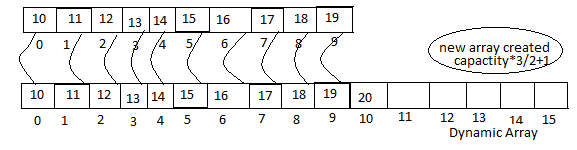 10 11 12 13 14 15 16 17 18 19
0 1 2 3 4 5 6 7 8 9
new array created
capactity*3/2+1
10 11 12 13 14 15 16 17 18 19 20
0 1 2 3 4 5 6 7 8 9 10 11 12 13 14 15
Dynamic Array